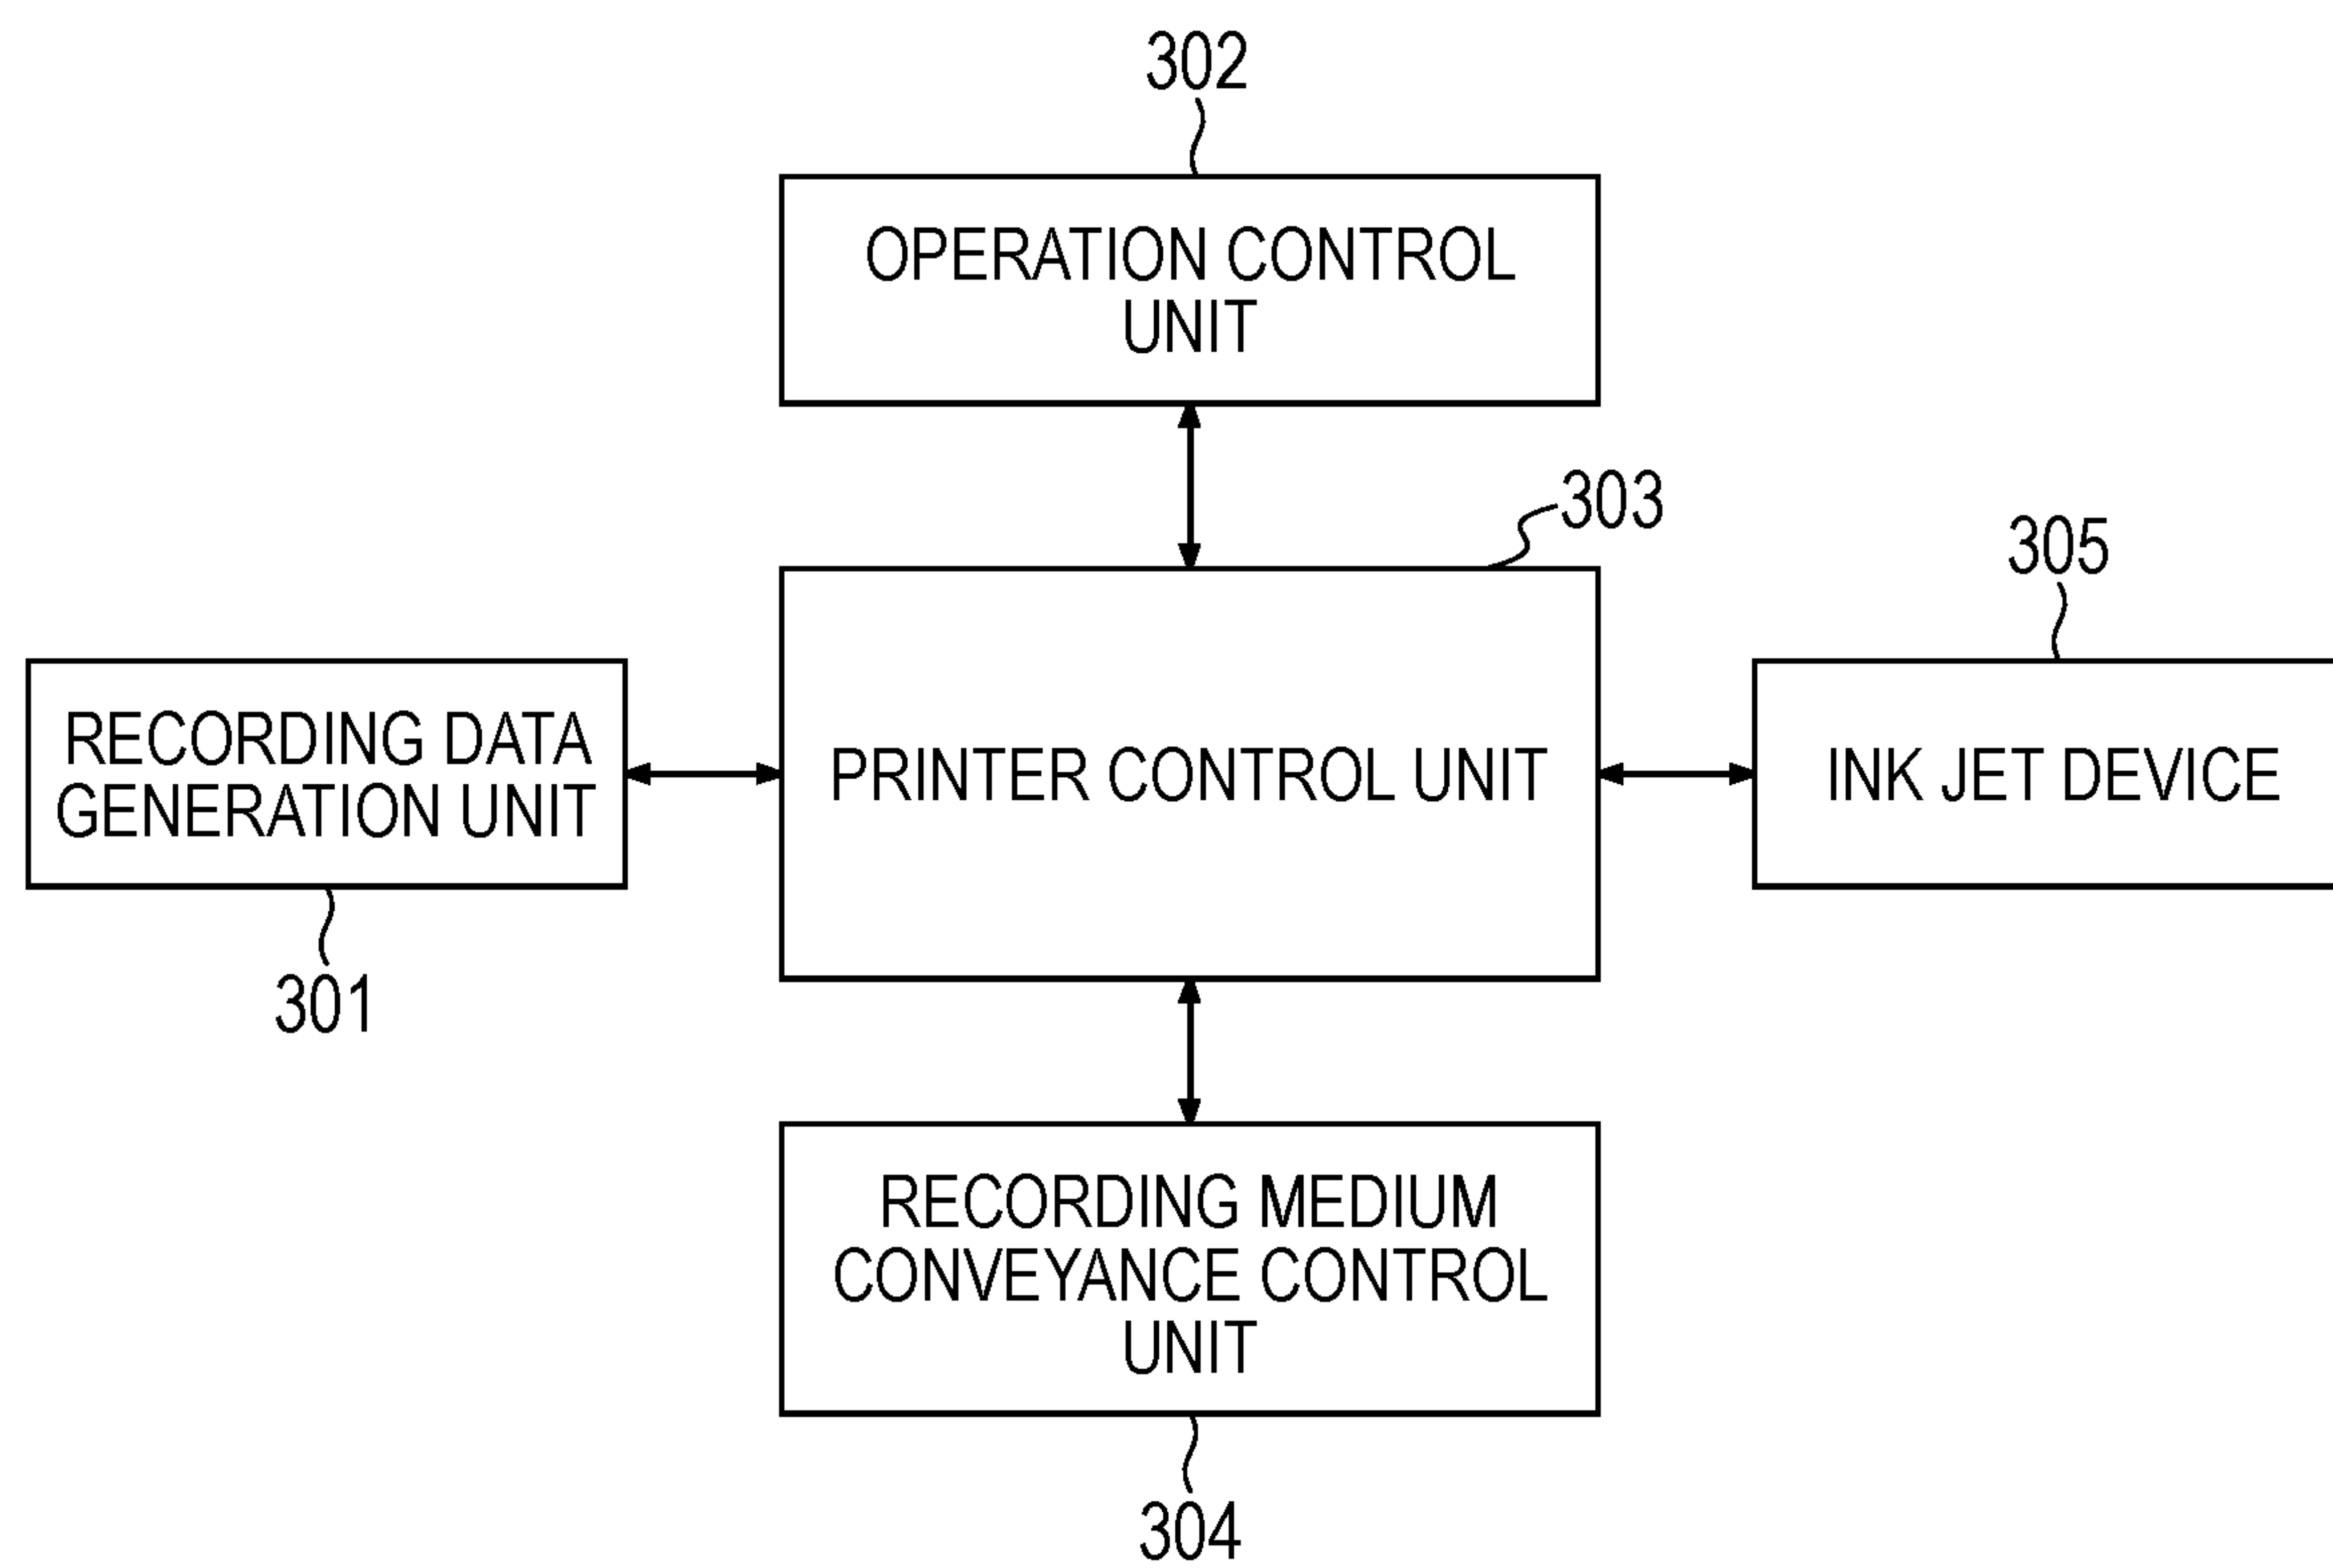 302
OPERATION CONTROL
UNIT
303
305
RECORDING DATA
GENERATION UNIT
PRINTER CONTROL UNIT
INK JET DEVICE
301
RECORDING MEDIUM
CONVEYANCE CONTROL
UNIT
304